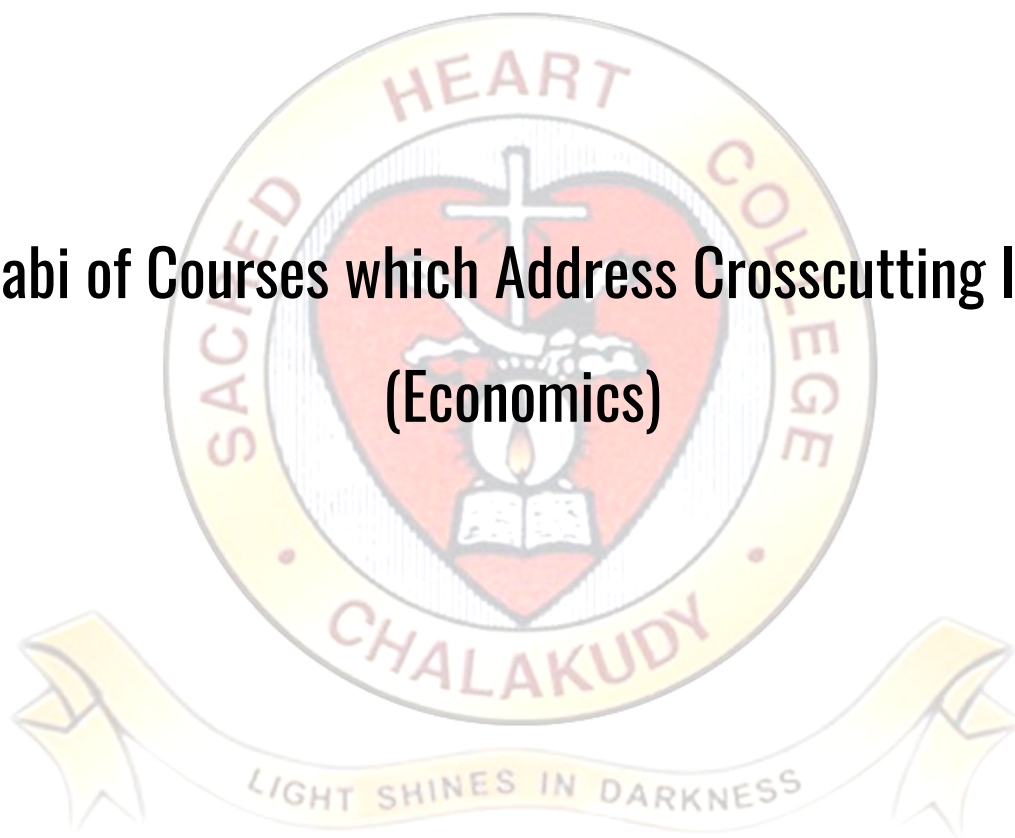 HEART
SACRED
COLLEGE
abi of Courses which Address Crosscutting I
(Economics)
CHALAKUDY
LIGHT SHINES IN DARKNESS